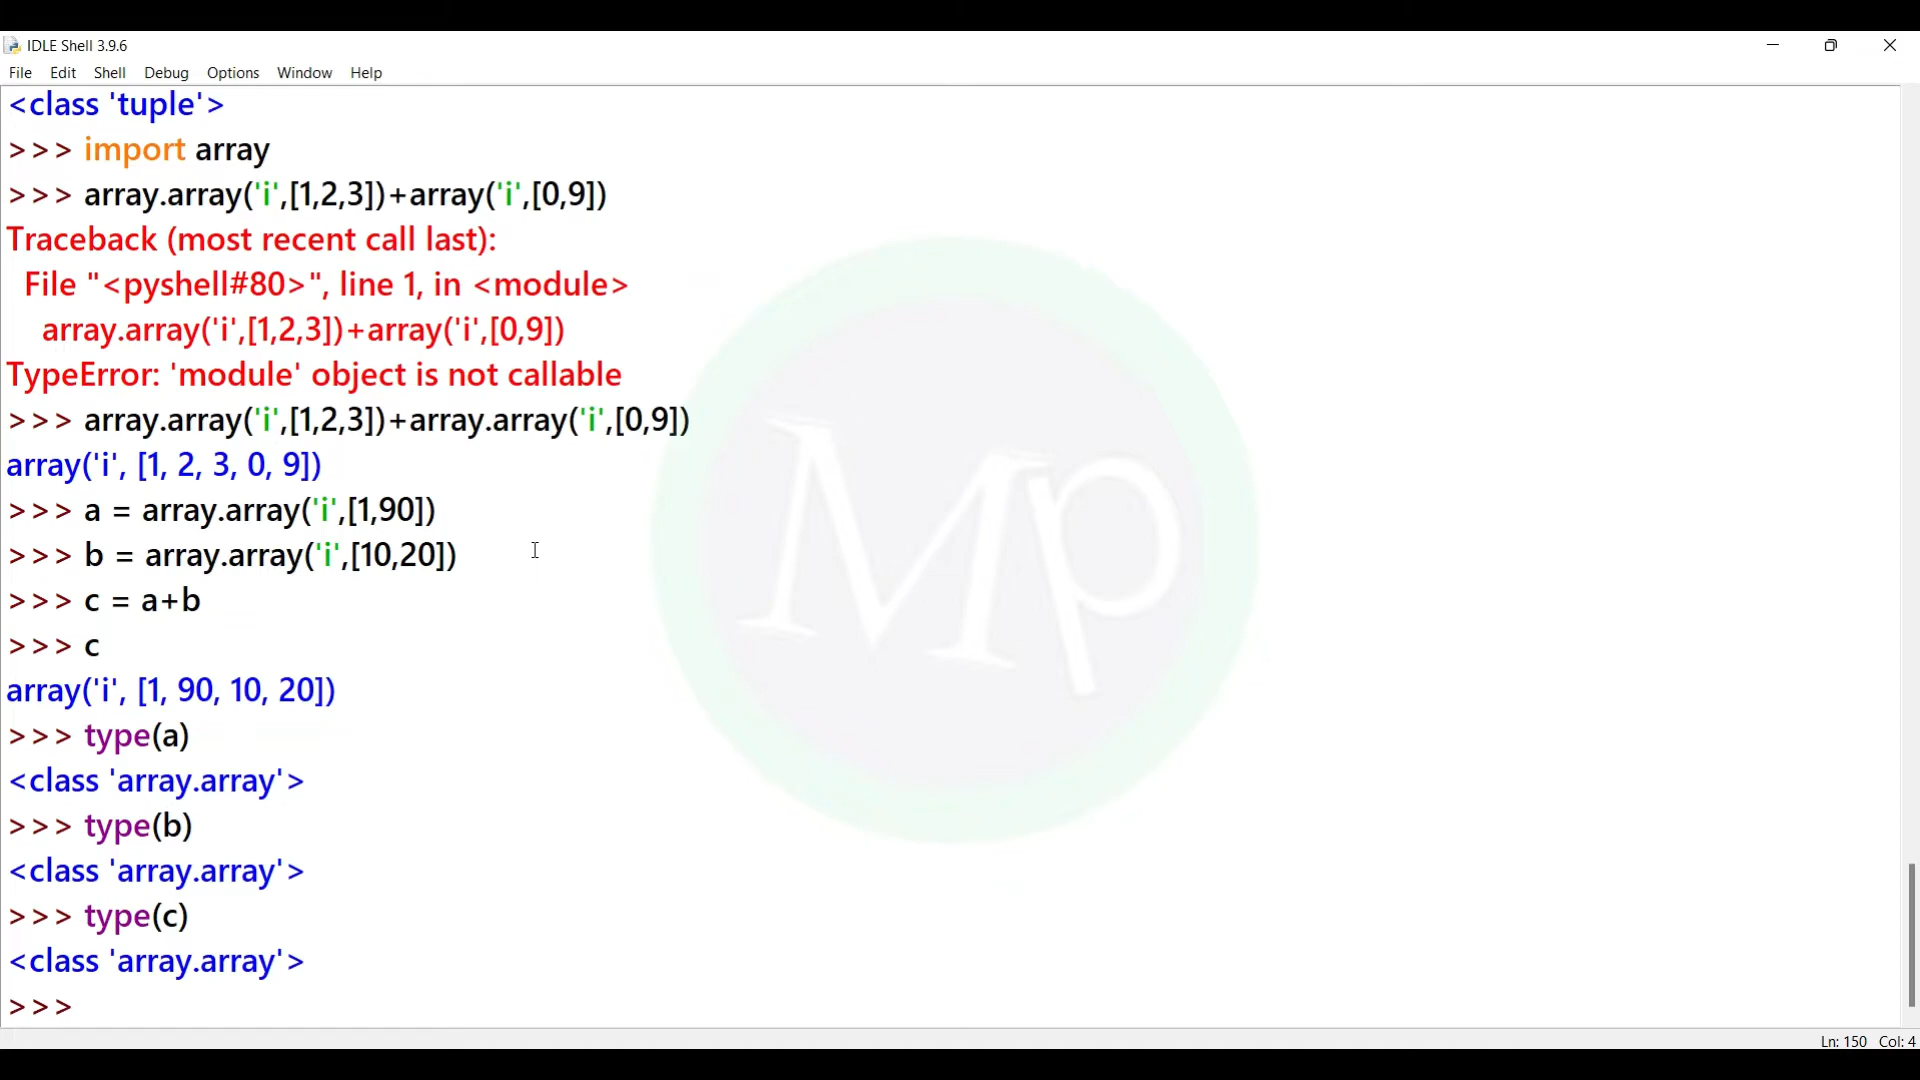 IDLE Shell 3.9.6
File Edit Shell Debug Options Window Help
<class 'tuple'>
>>> import array
>>> array.array('i',[1,2,3])+array('i',[0,9])
Traceback (most recent call last):
  File "<pyshell#80>", line 1, in <module>
    array.array('i',[1,2,3])+array('i',[0,9])
TypeError: 'module' object is not callable
>>> array.array('i',[1,2,3])+array.array('i',[0,9])
array('i', [1, 2, 3, 0, 9])
>>> a = array.array('i',[1,90])
>>> b = array.array('i',[10,20])
>>> c = a+b
>>> c
array('i', [1, 90, 10, 20])
>>> type(a)
<class 'array.array'>
>>> type(b)
<class 'array.array'>
>>> type(c)
<class 'array.array'>
>>>
Mp
Ln: 150 Col: 4